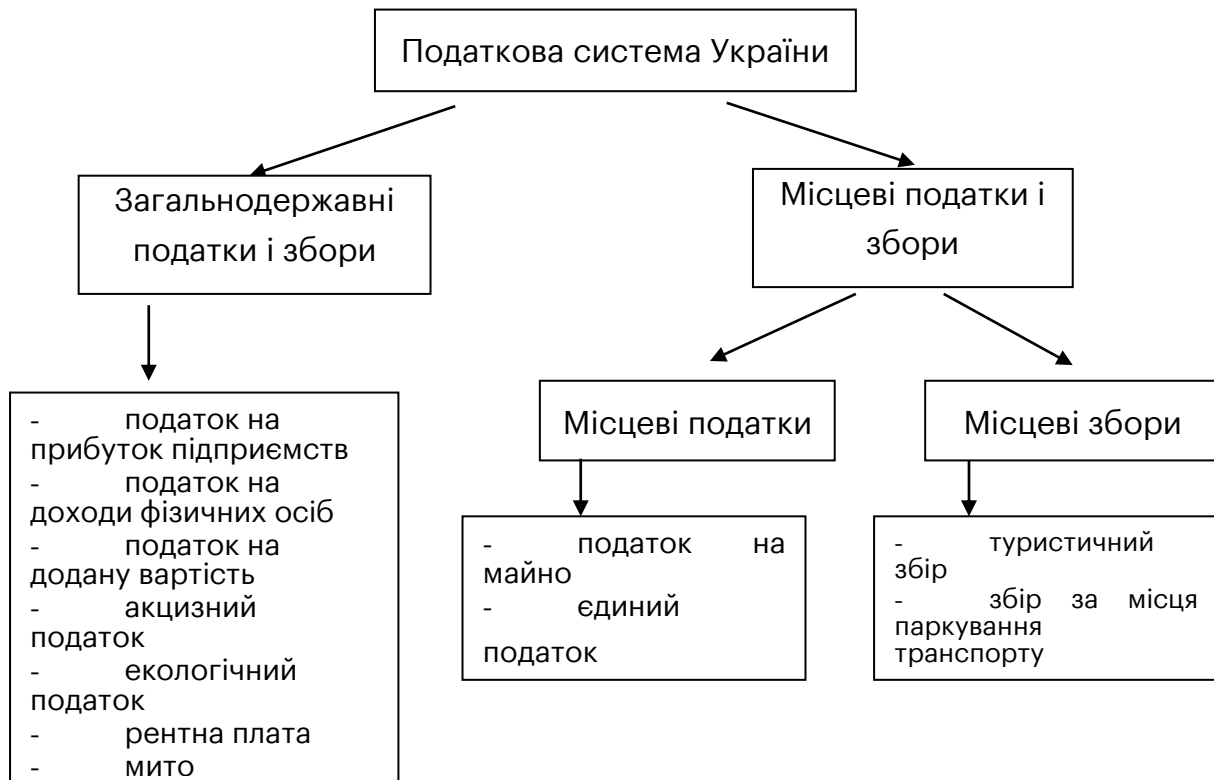 Податкова система України
Загальнодержавні
податки і збори
Місцеві податки і
збори
- податок на
прибуток підприємств
- податок на
доходи фізичних осіб
- податок на
додану вартість
- акцизний
податок
- екологічний
податок
- рентна плата
- мито
Місцеві податки
- податок на
майно
- єдиний
податок
Місцеві збори
- туристичний
збір
- збір за місця
паркування
транспорту